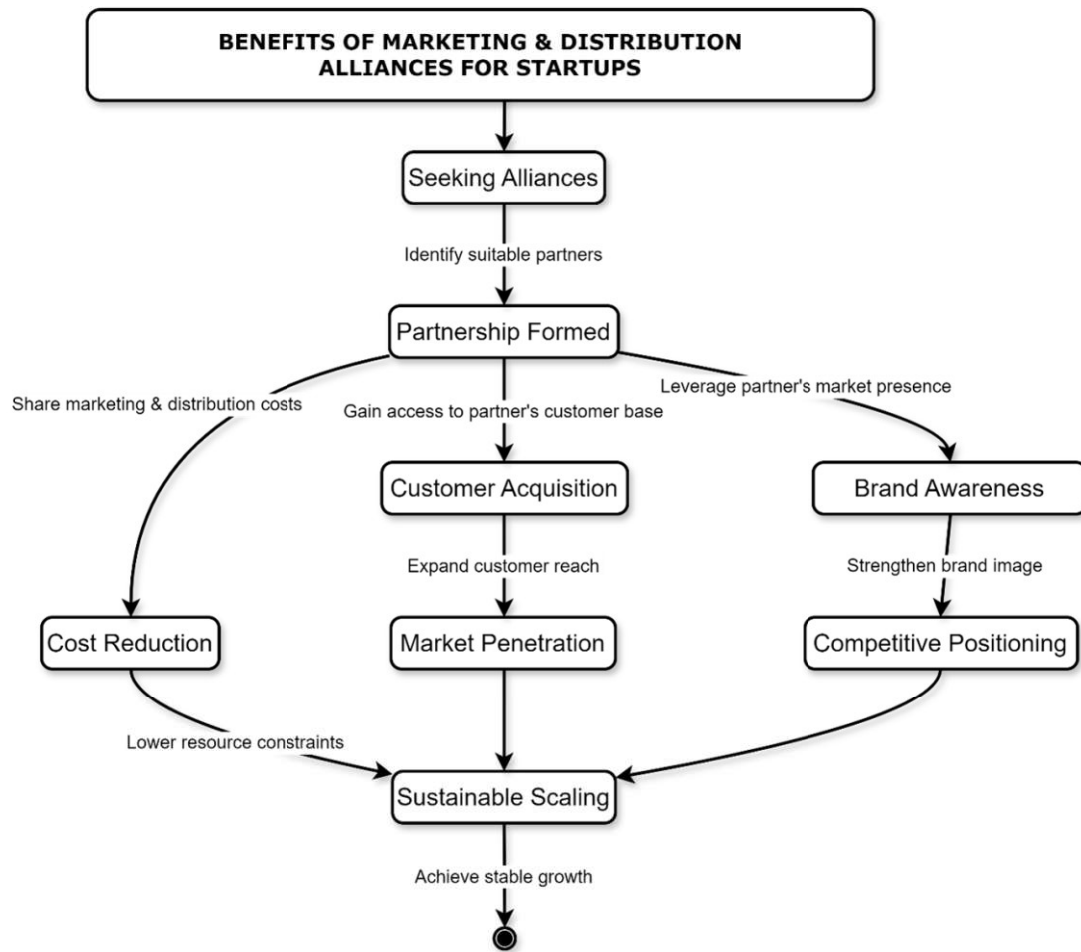 BENEFITS OF MARKETING & DISTRIBUTION
ALLIANCES FOR STARTUPS
Seeking Alliances
Identify suitable partners
Partnership Formed
Share marketing & distribution costs
Gain access to partner's customer base
Leverage partner's market presence
Customer Acquisition
Brand Awareness
Expand customer reach
Strengthen brand image
Cost Reduction
Market Penetration
Competitive Positioning
Lower resource constraints
Sustainable Scaling
Achieve stable growth